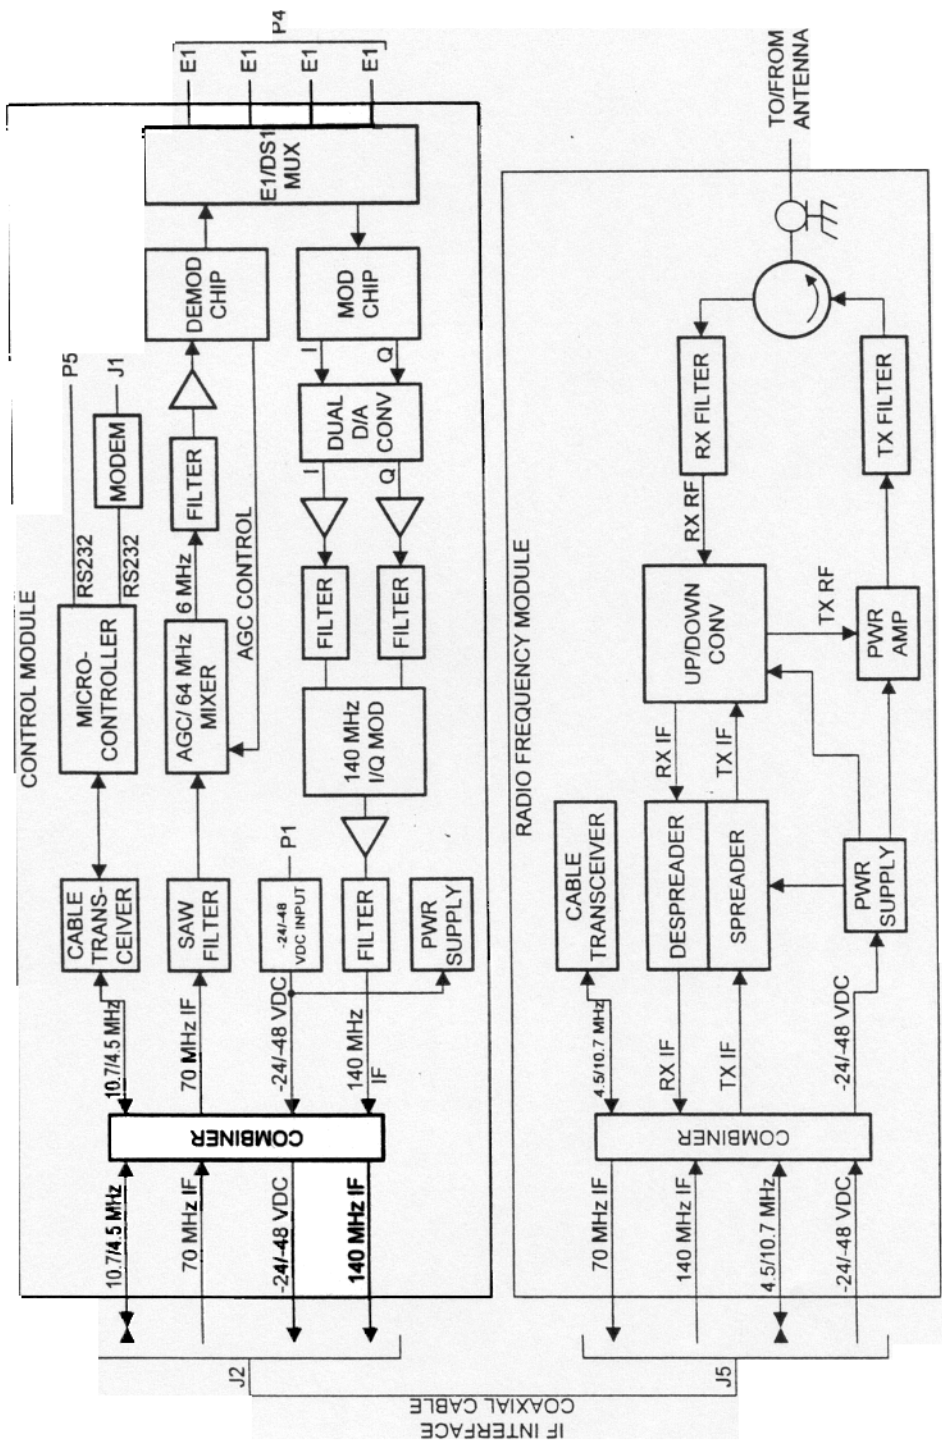 CONTROL MODULE
P4
E1
E1
E1
E1
E1/DS1
MUX
DEMOD
CHIP
MOD
CHIP
I
Q
DUAL
D/A
CONV
I
Q
P5
J1
MODEM
RS232
RS232
MICRO-
CONTROLLER
CABLE
TRANS-
CEIVER
FILTER
6 MHz
AGC/ 64 MHz
MIXER
AGC CONTROL
SAW
FILTER
FILTER
FILTER
140 MHz
I/Q MOD
P1
-24/-48
VDC INPUT
FILTER
PWR
SUPPLY
10.7/4.5 MHz
70 MHz IF
-24/-48 VDC
140 MHz
IF
COMBINER
10.7/4.5 MHz
70 MHz IF
-24/-48 VDC
140 MHz IF
J2
IF INTERFACE
COAXIAL CABLE
J5
RADIO FREQUENCY MODULE
TO/FROM
ANTENNA
RX FILTER
TX FILTER
RX RF
UP/DOWN
CONV
TX RF
PWR
AMP
RX IF
TX IF
CABLE
TRANSCEIVER
DESPREADER
SPREADER
PWR
SUPPLY
4.5/10.7 MHz
RX IF
TX IF
-24/-48 VDC
COMBINER
70 MHz IF
140 MHz IF
4.5/10.7 MHz
-24/-48 VDC